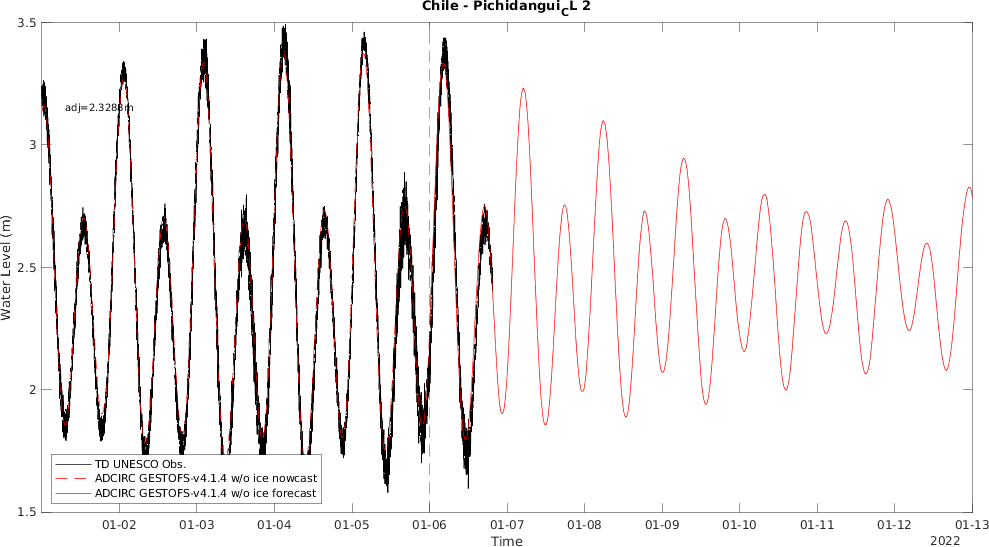 Chile - Pichidangui_C L 2
3.5
adj=2.3288m
3
Water Level (m)
2.5
2
TD UNESCO Obs.
ADCIRC GESTOFS-v4.1.4 w/o ice nowcast
ADCIRC GESTOFS-v4.1.4 w/o ice forecast
1.5
01-02 01-03 01-04 01-05 01-06 01-07 01-08 01-09 01-10 01-11 01-12 01-13
Time
2022